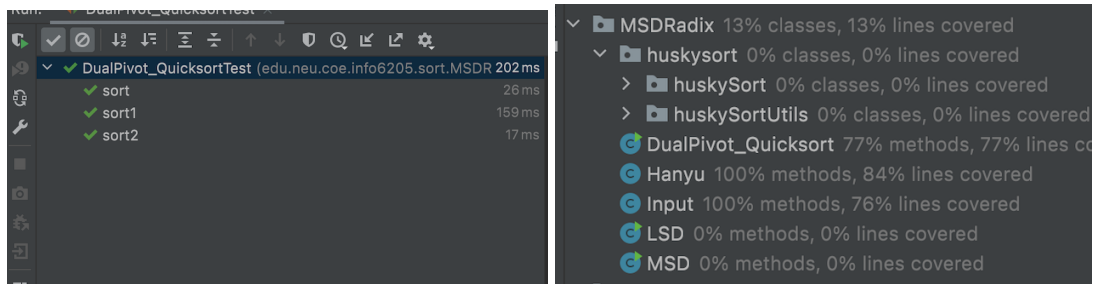 Run: DualPivot_QuicksortTest
DualPivot_QuicksortTest (edu.neu.coe.info6205.sort.MSDR 202 ms
sort 26 ms
sort1 159 ms
sort2 17 ms
MSDRadix 13% classes, 13% lines covered
huskysort 0% classes, 0% lines covered
huskySort 0% classes, 0% lines covered
huskySortUtils 0% classes, 0% lines covered
DualPivot_Quicksort 77% methods, 77% lines co
Hanyu 100% methods, 84% lines covered
Input 100% methods, 76% lines covered
LSD 0% methods, 0% lines covered
MSD 0% methods, 0% lines covered